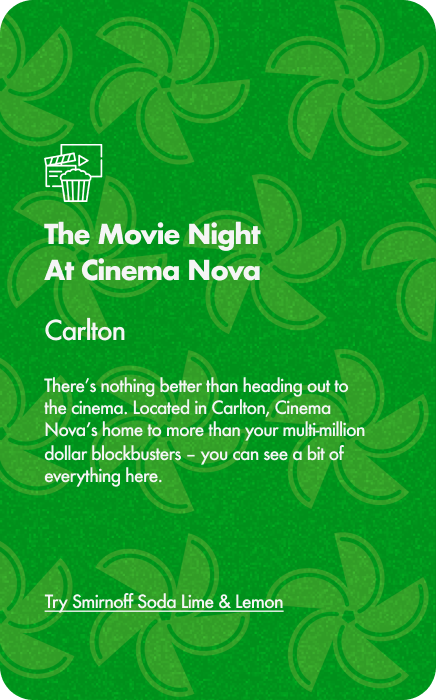 The Movie Night
At Cinema Nova
Carlton
There's nothing better than heading out to
the cinema. Located in Carlton, Cinema
Nova's home to more than your multi-million
dollar blockbusters – you can see a bit of
everything here.
Try Smirnoff Soda Lime & Lemon